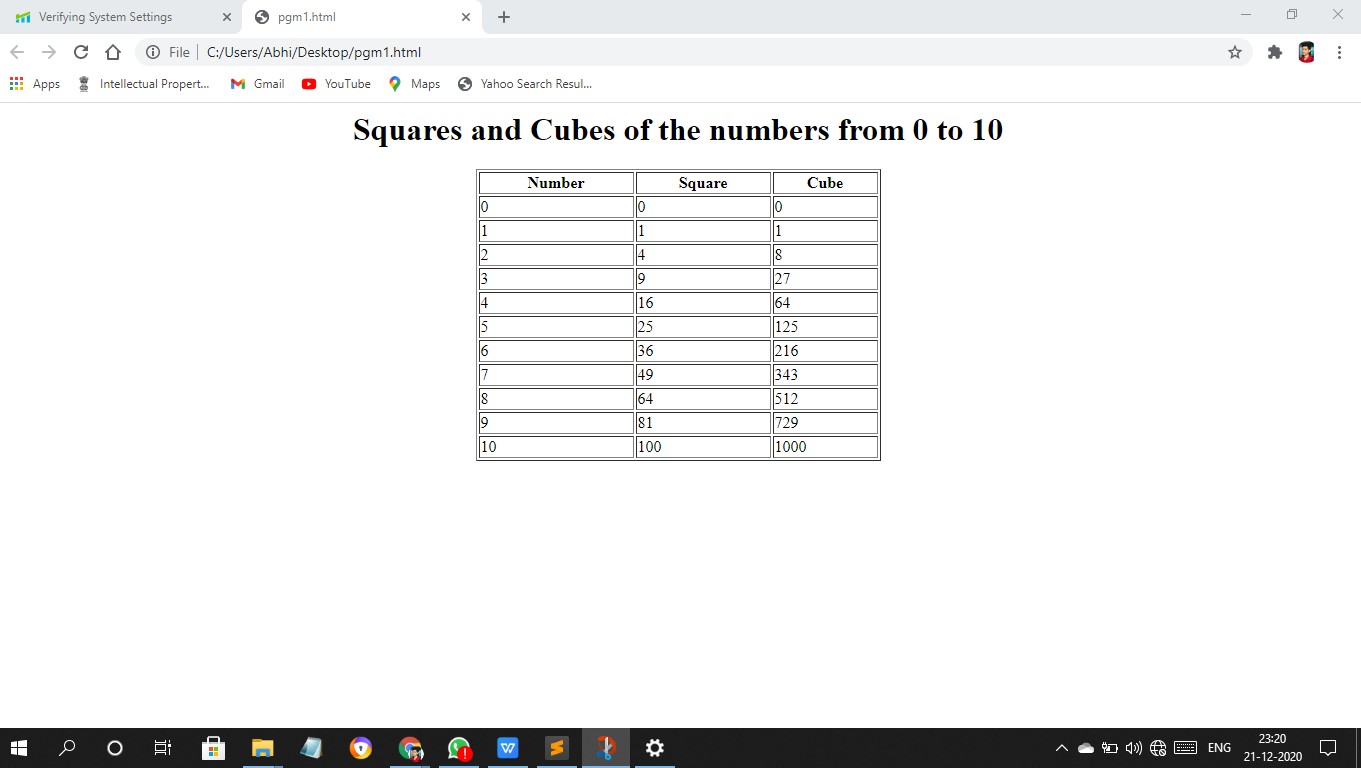 Verifying System Settings
pgm1.html
File
C:/Users/Abhi/Desktop/pgm1.html
Apps
Intellectual Propert...
Gmail
YouTube
Maps
Yahoo Search Resul...
Squares and Cubes of the numbers from 0 to 10
Number Square Cube
0 0 0
1 1 1
2 4 8
3 9 27
4 16 64
5 25 125
6 36 216
7 49 343
8 64 512
9 81 729
10 100 1000
ENG
23:20
21-12-2020